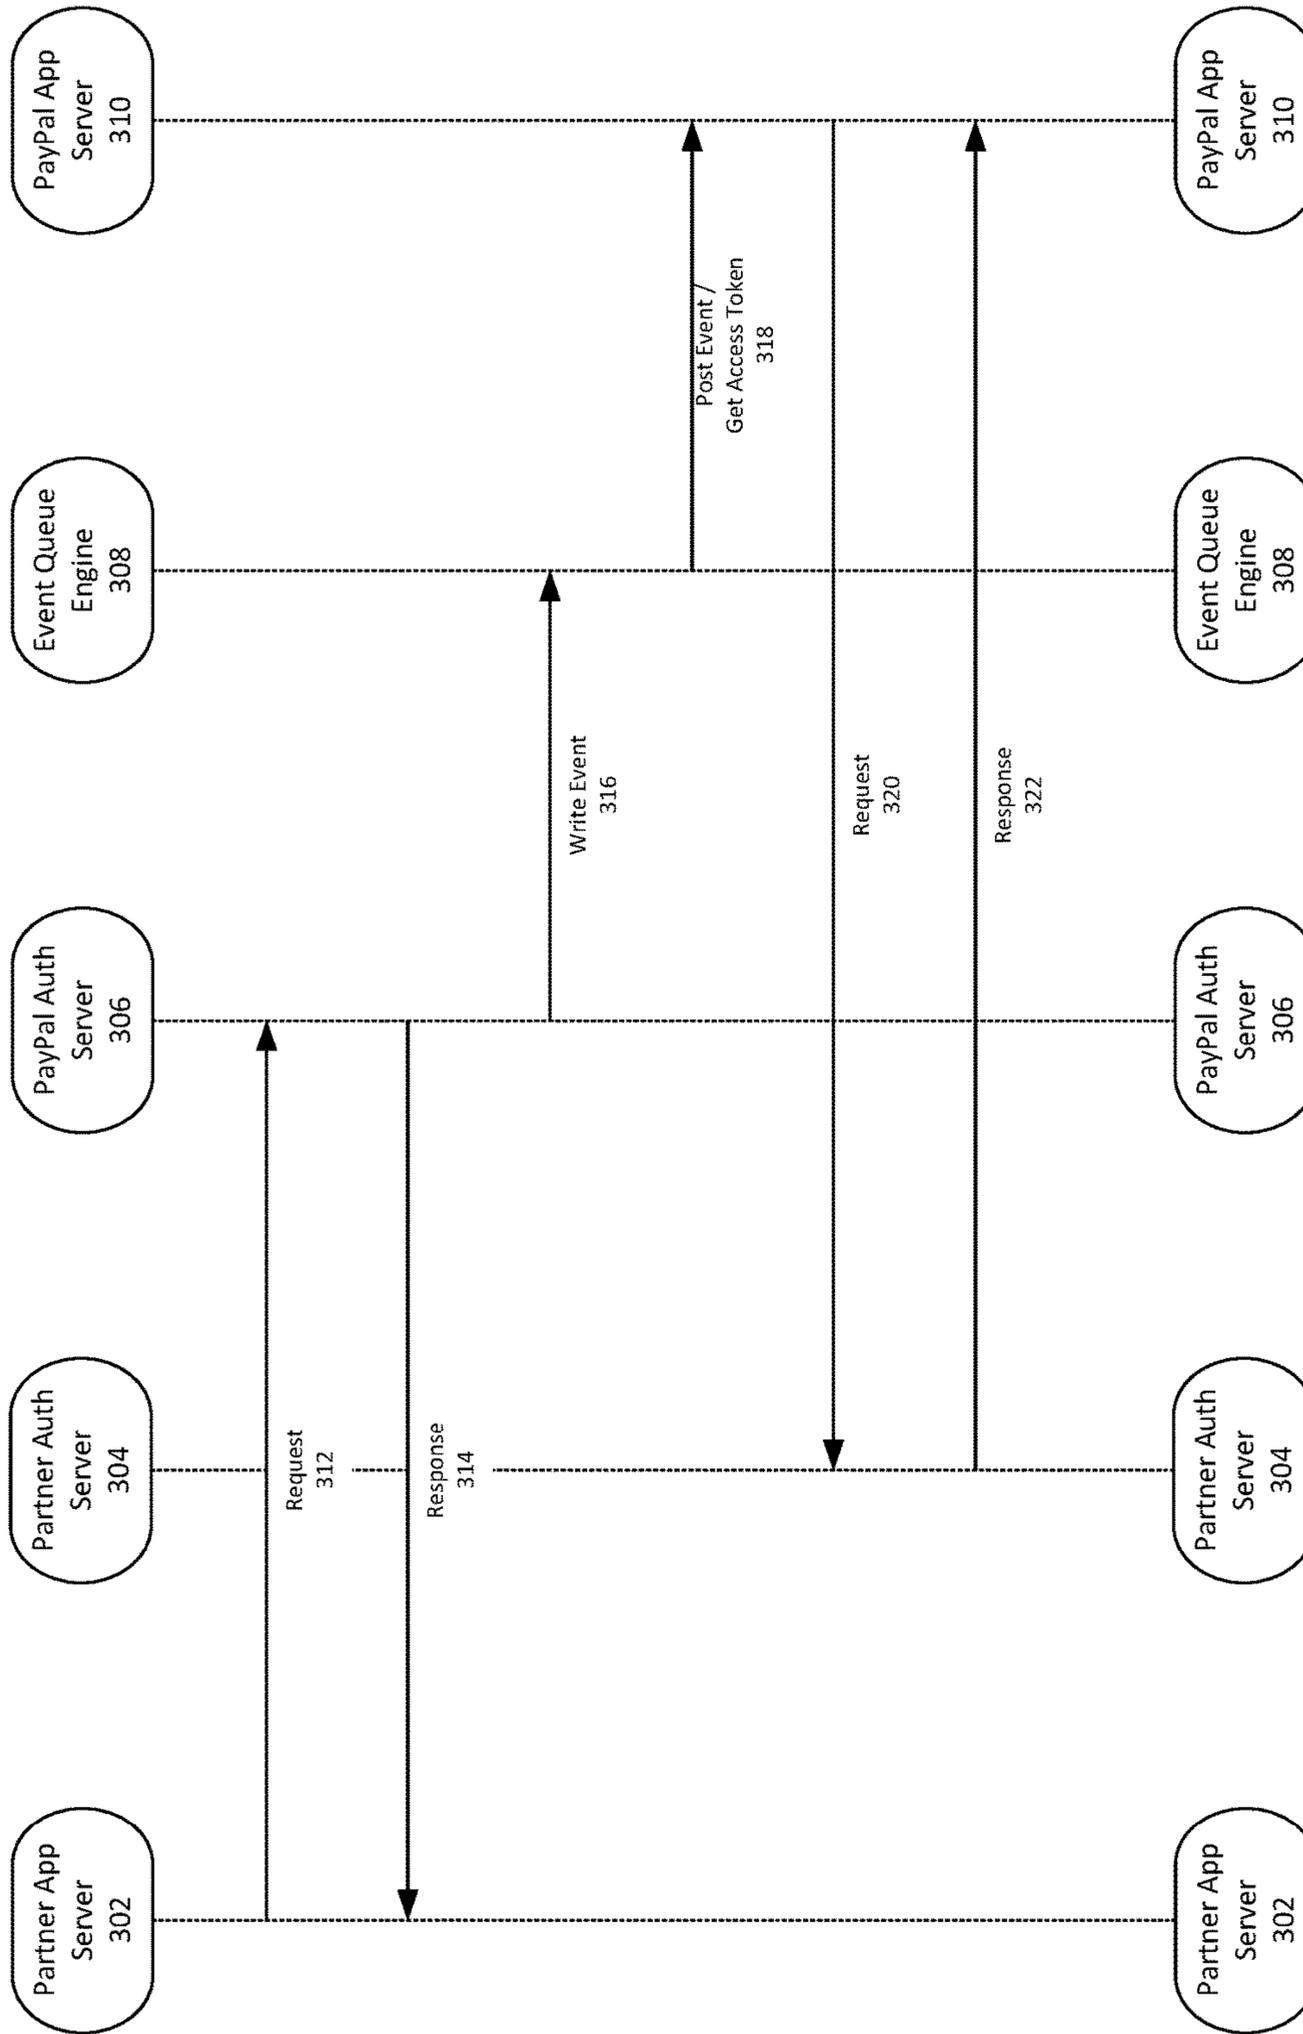 Partner App
Server
302
Partner Auth
Server
304
PayPal Auth
Server
306
Event Queue
Engine
308
PayPal App
Server
310
Request
312
Response
314
Write Event
316
Post Event /
Get Access Token
318
Request
320
Response
322
Partner App
Server
302
Partner Auth
Server
304
PayPal Auth
Server
306
Event Queue
Engine
308
PayPal App
Server
310